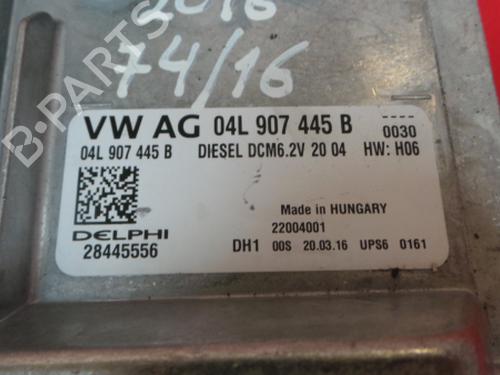 2016
74/16
VW AG 04L 907 445 B 0030
04L 907 445 B DIESEL DCM6.2V 20 04 HW: H06
Made in HUNGARY
22004001
DELPHI
28445556
DH1 00S 20.03.16 UPS6 0161